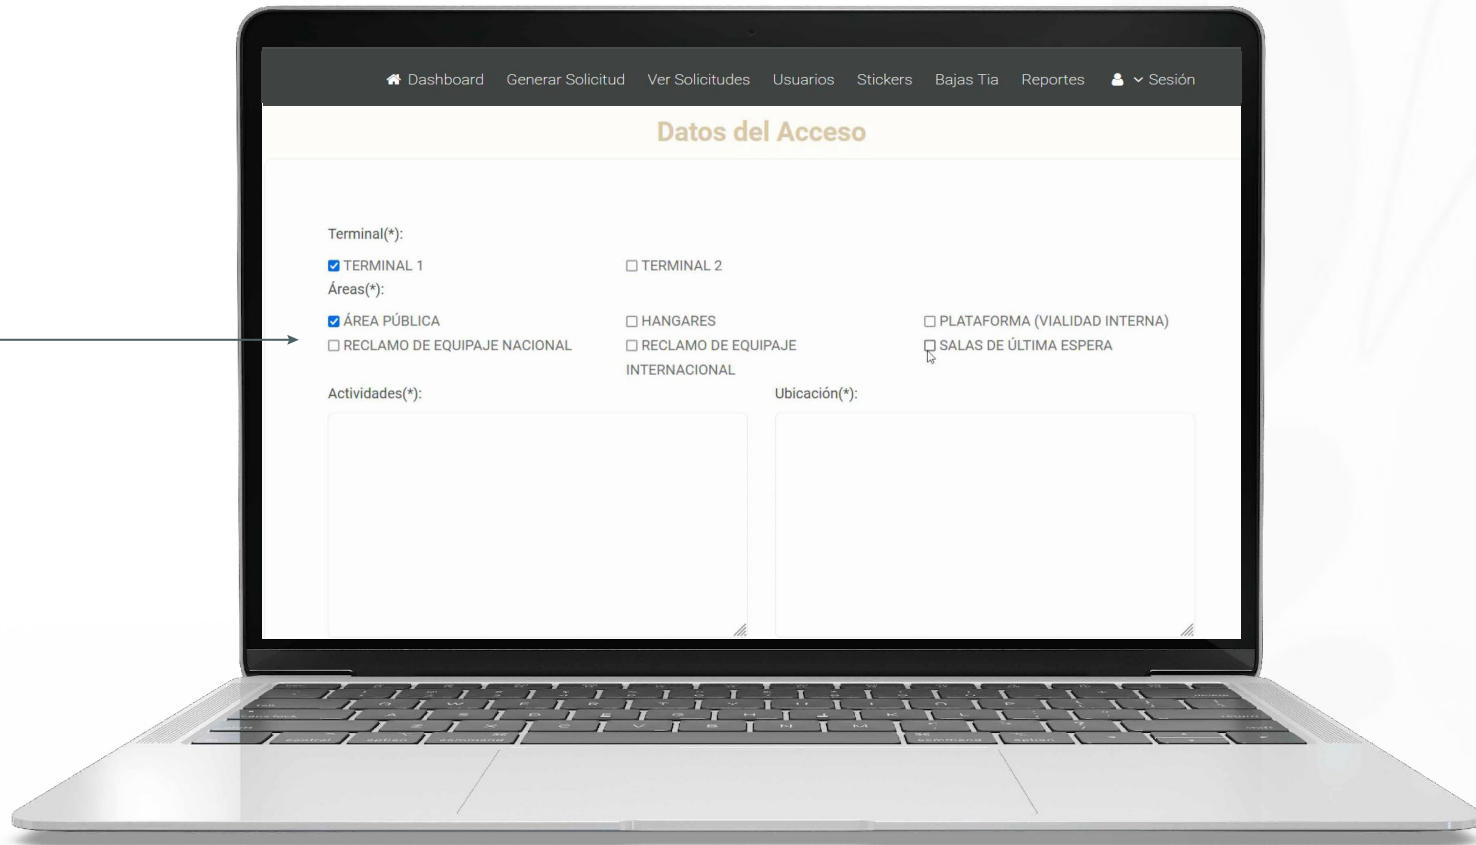 Dashboard Generar Solicitud Ver Solicitudes Usuarios Stickers Bajas Tia Reportes Sesión
Datos del Acceso
Terminal(*):
TERMINAL 1 TERMINAL 2
Áreas(*):
ÁREA PÚBLICA HANGARES PLATAFORMA (VIALIDAD INTERNA)
RECLAMO DE EQUIPAJE NACIONAL RECLAMO DE EQUIPAJE SALAS DE ÚLTIMA ESPERA
INTERNACIONAL
Actividades(*): Ubicación(*):